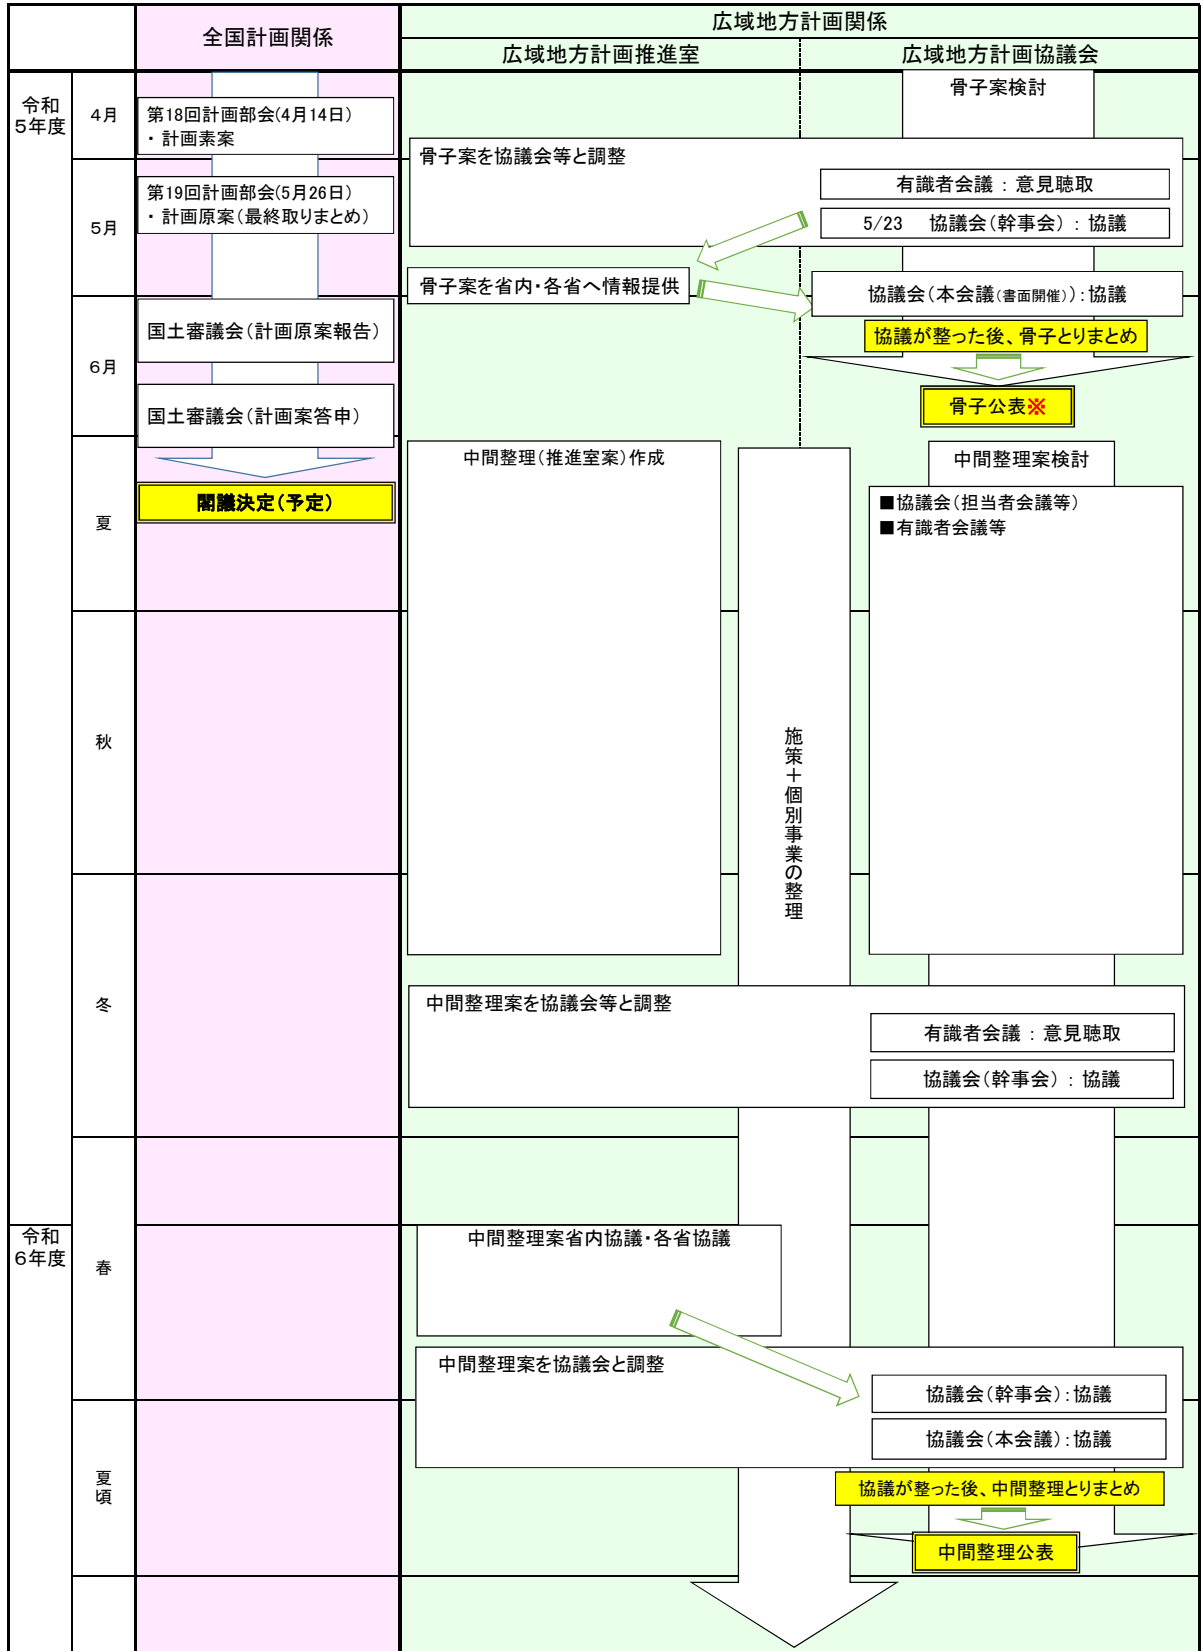 全国計画関係
広域地方計画関係
広域地方計画推進室
広域地方計画協議会
令和
5年度
4月
第18回計画部会(4月14日)
・計画素案
骨子案検討
骨子案を協議会等と調整
有識者会議：意見聴取
5月
第19回計画部会(5月26日)
・計画原案（最終取りまとめ）
5/23　協議会（幹事会）：協議
骨子案を省内・各省へ情報提供
協議会（本会議（書面開催））：協議
協議が整った後、骨子とりまとめ
6月
国土審議会（計画原案報告）
国土審議会（計画案答申）
骨子公表※
夏
閣議決定（予定）
中間整理（推進室案）作成
中間整理案検討
■協議会（担当者会議等）
■有識者会議等
秋
施策＋個別事業の整理
冬
中間整理案を協議会等と調整
有識者会議：意見聴取
協議会（幹事会）：協議
令和
6年度
春
中間整理案省内協議・各省協議
中間整理案を協議会と調整
協議会（幹事会）：協議
協議会（本会議）：協議
夏
頃
協議が整った後、中間整理とりまとめ
中間整理公表